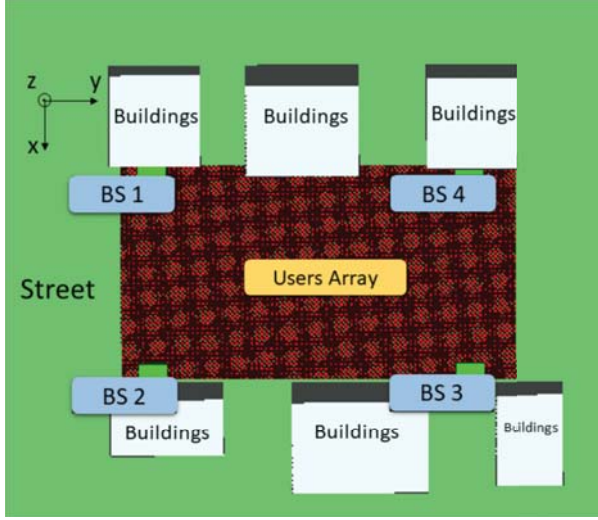 z
y
x
Buildings
Buildings
Buildings
BS 1
BS 4
Users Array
Street
BS 2
BS 3
Buildings
Buildings
Buildings